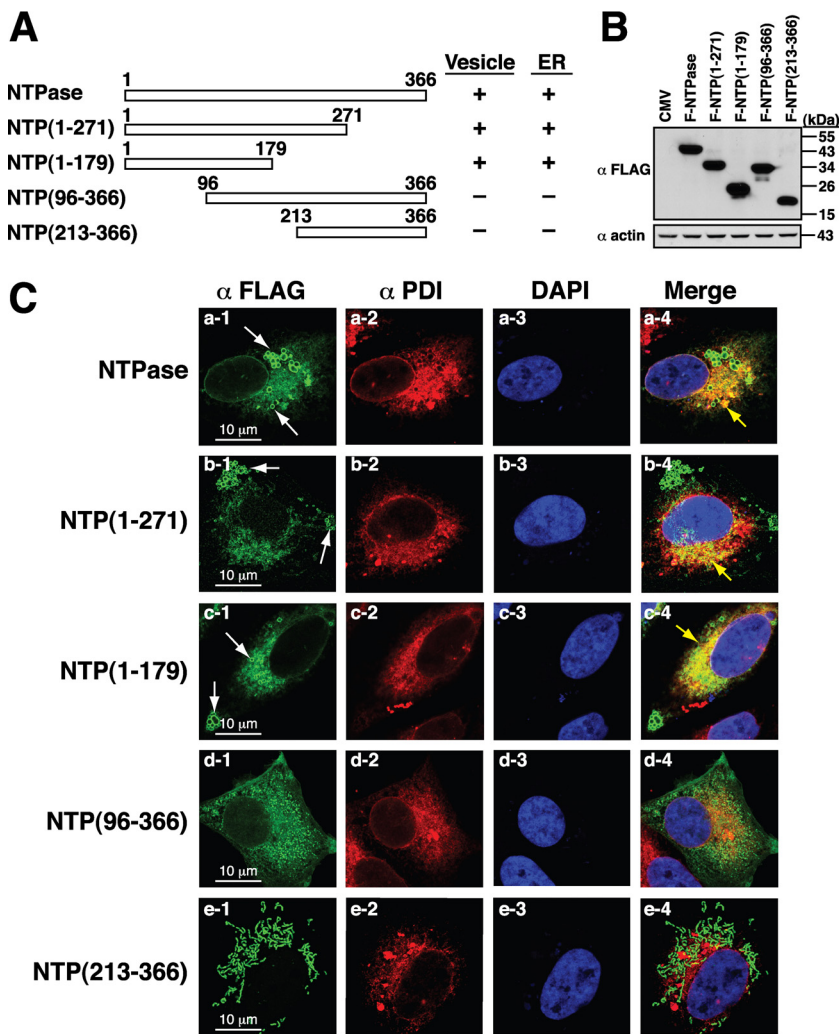 A
Vesicle ER
NTPase 1 366 + +
NTP(1-271) 1 271 + +
NTP(1-179) 1 179 + +
NTP(96-366) 96 366 − −
NTP(213-366) 213 366 − −
B
CMV
F-NTPase
F-NTP(1-271)
F-NTP(1-179)
F-NTP(96-366)
F-NTP(213-366)
(kDa)
55
43
α FLAG 34
26
15
α actin 43
C
α FLAG α PDI DAPI Merge
NTPase a-1 a-2 a-3 a-4
10 μm
NTP(1-271) b-1 b-2 b-3 b-4
10 μm
NTP(1-179) c-1 c-2 c-3 c-4
10 μm
NTP(96-366) d-1 d-2 d-3 d-4
10 μm
NTP(213-366) e-1 e-2 e-3 e-4
10 μm